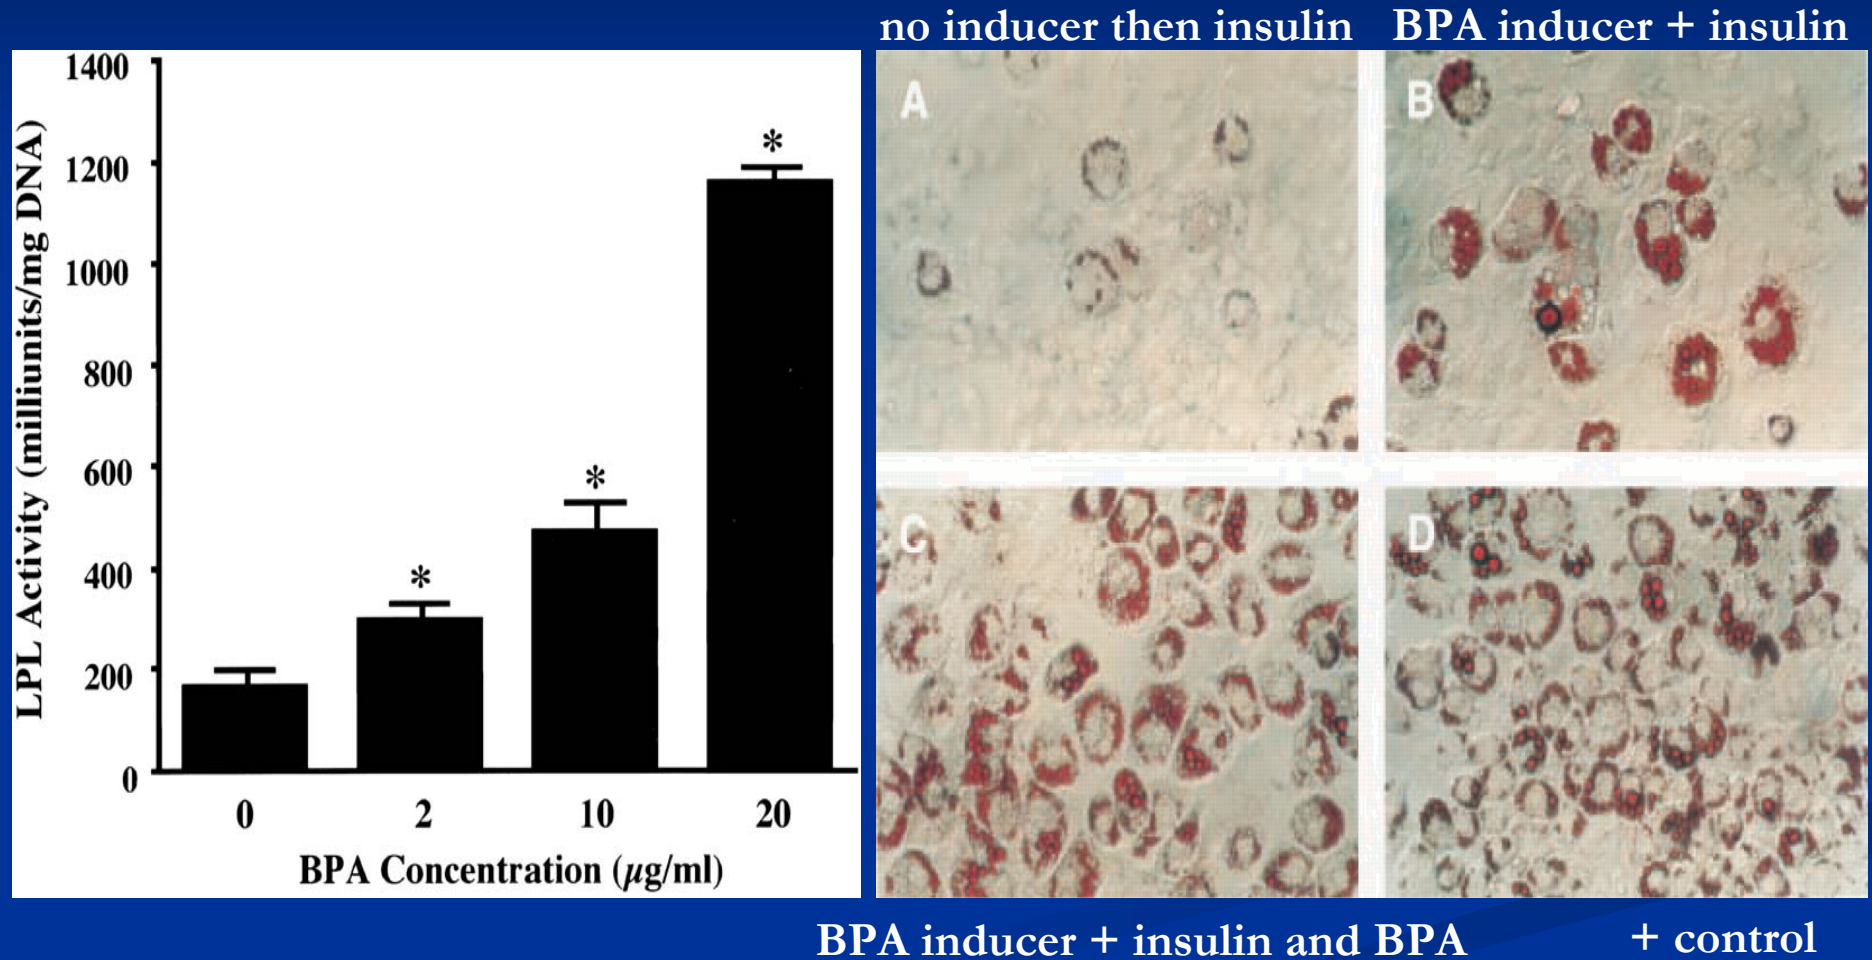 no inducer then insulin
BPA inducer + insulin
1400
1200
1000
800
600
400
200
0
LPL Activity (milliunits/mg DNA)
*
*
*
0 2 10 20
BPA Concentration (µg/ml)
A
B
C
D
BPA inducer + insulin and BPA
+ control